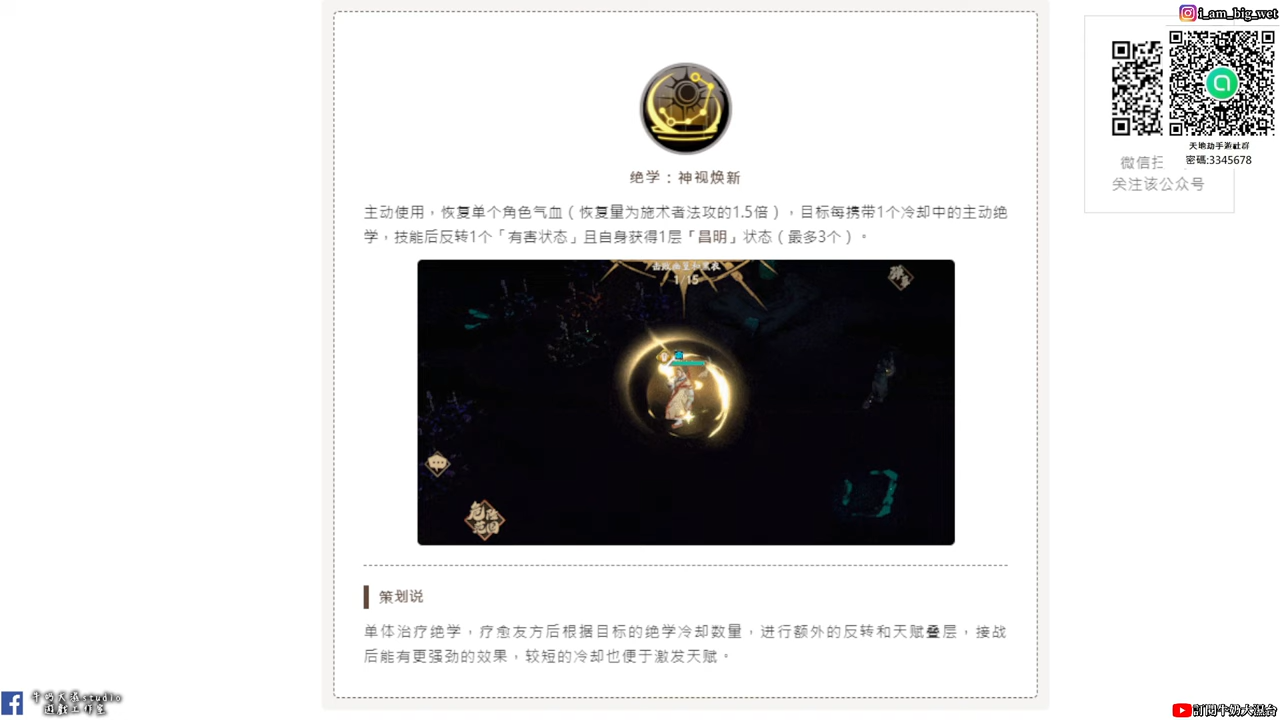 i_am_big_wet
天地劫手游社群
密碼:3345678
微信扫
关注该公众号
绝学：神视焕新
主动使用，恢复单个角色气血（恢复量为施术者法攻的1.5倍），目标每携带1个冷却中的主动绝
学，技能后反转1个「有害状态」且自身获得1层「昌明」状态（最多3个）。
1/15
策划说
单体治疗绝学，疗愈友方后根据目标的绝学冷却数量，进行额外的反转和天赋叠层，接战
后能有更强劲的效果，较短的冷却也便于激发天赋。
牛奶大濕studio
遊戲工作室
訂閱牛奶大濕台